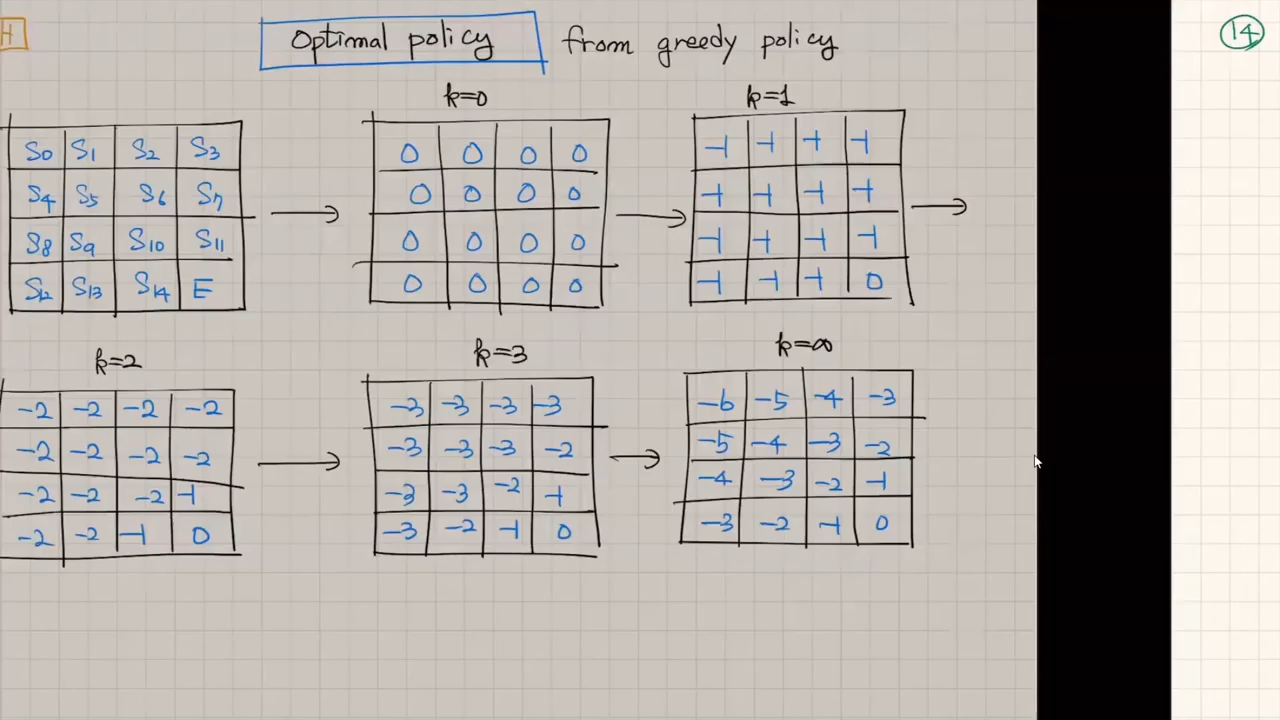 H
Optimal policy from greedy policy
14
k=0 k=1
S0 S1 S2 S3
S4 S5 S6 S7
S8 S9 S10 S11
S12 S13 S14 E
0 0 0 0
0 0 0 0
0 0 0 0
0 0 0 0
-1 -1 -1 -1
-1 -1 -1 -1
-1 -1 -1 -1
-1 -1 -1 0
k=2 k=3 k=∞
-2 -2 -2 -2
-2 -2 -2 -2
-2 -2 -2 -1
-2 -2 -1 0
-3 -3 -3 -3
-3 -3 -3 -2
-3 -3 -2 -1
-3 -2 -1 0
-6 -5 -4 -3
-5 -4 -3 -2
-4 -3 -2 -1
-3 -2 -1 0